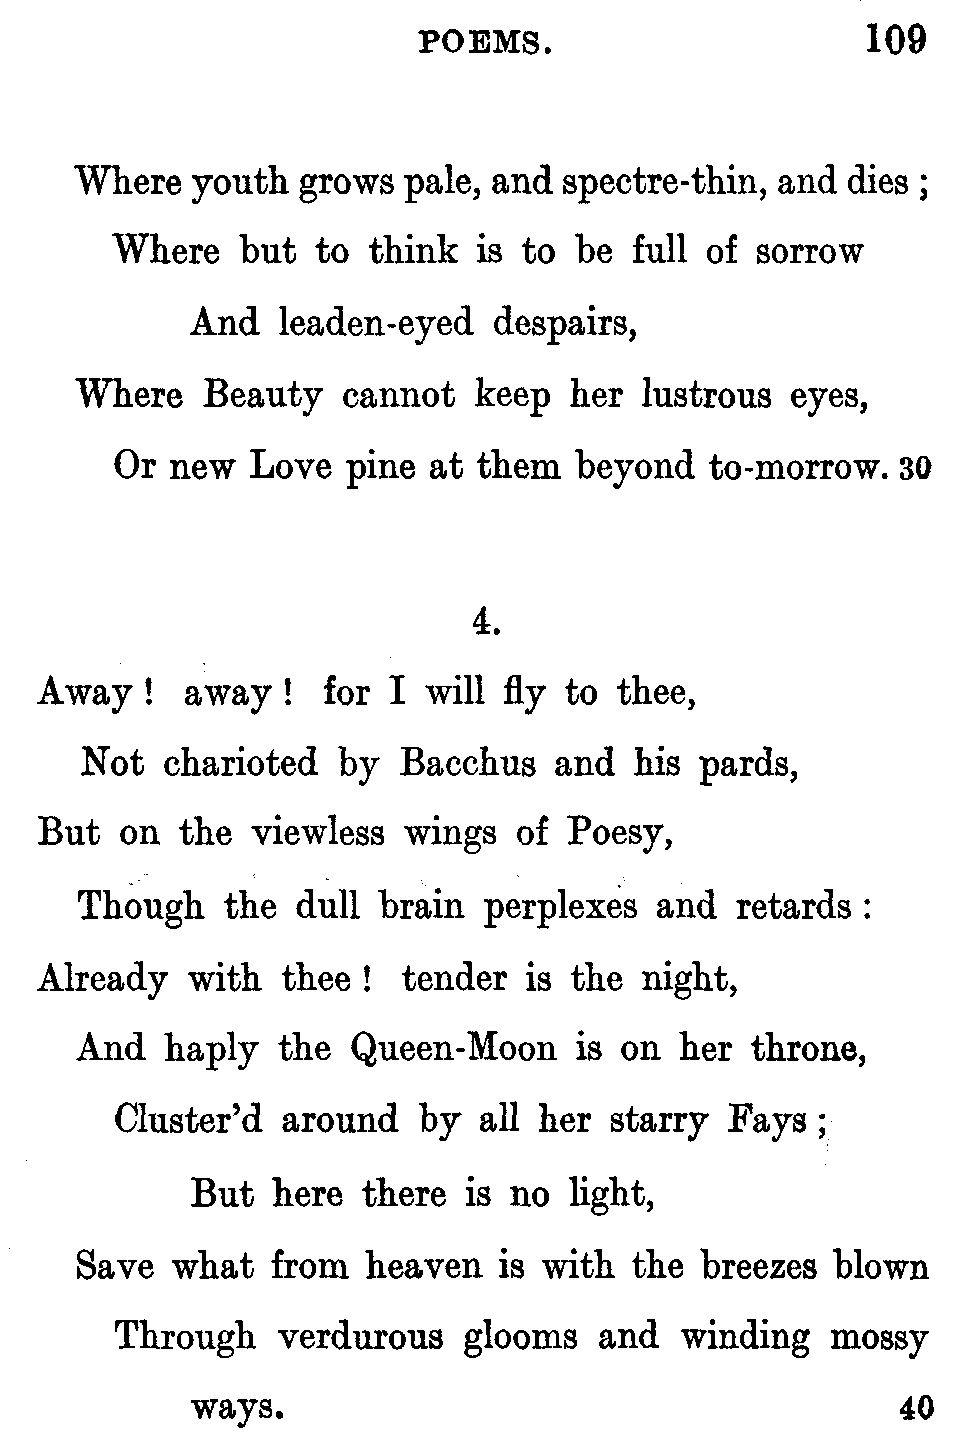 POEMS. 109
Where youth grows pale, and spectre-thin, and dies ;
Where but to think is to be full of sorrow
And leaden-eyed despairs,
Where Beauty cannot keep her lustrous eyes,
Or new Love pine at them beyond to-morrow. 30
4.
Away ! away ! for I will fly to thee,
Not charioted by Bacchus and his pards,
But on the viewless wings of Poesy,
Though the dull brain perplexes and retards :
Already with thee ! tender is the night,
And haply the Queen-Moon is on her throne,
Cluster’d around by all her starry Fays ;
But here there is no light,
Save what from heaven is with the breezes blown
Through verdurous glooms and winding mossy
ways. 40